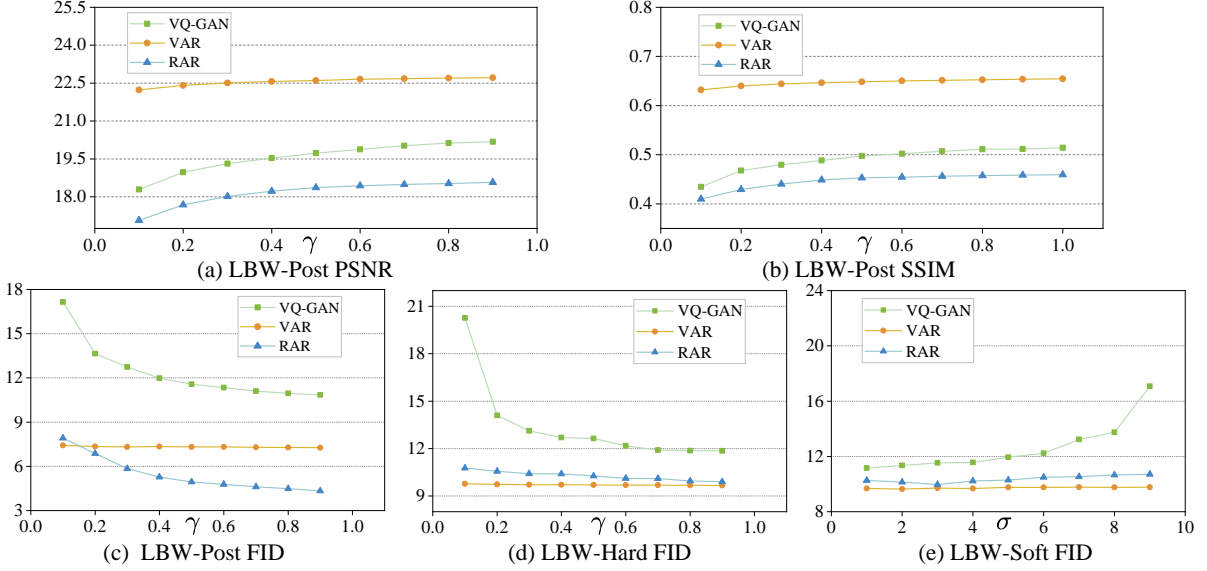 25.5
24.0
22.5
21.0
19.5
18.0
VQ-GAN
VAR
RAR
0.0 0.2 0.4 γ 0.6 0.8 1.0
(a) LBW-Post PSNR
0.8
0.7
0.6
0.5
0.4
VQ-GAN
VAR
RAR
0.0 0.2 0.4 γ 0.6 0.8 1.0
(b) LBW-Post SSIM
18
15
12
9
6
3
VQ-GAN
VAR
RAR
0.0 0.2 0.4 γ 0.6 0.8 1.0
(c) LBW-Post FID
21
18
15
12
9
VQ-GAN
VAR
RAR
0.0 0.2 0.4 γ 0.6 0.8 1.0
(d) LBW-Hard FID
24
20
16
12
8
VQ-GAN
VAR
RAR
0 2 4 σ 6 8 10
(e) LBW-Soft FID